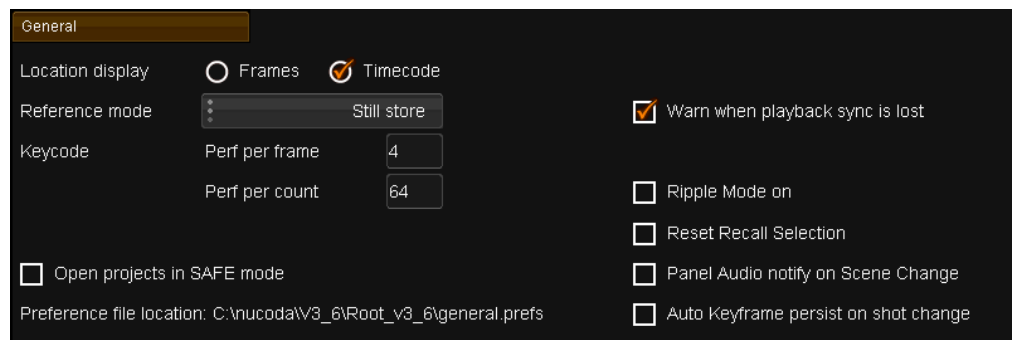 General
Location display Frames Timecode
Reference mode Still store Warn when playback sync is lost
Keycode Perf per frame 4
Perf per count 64 Ripple Mode on
Reset Recall Selection
Open projects in SAFE mode Panel Audio notify on Scene Change
Preference file location: C:\nucoda\V3_6\Root_v3_6\general.prefs Auto Keyframe persist on shot change